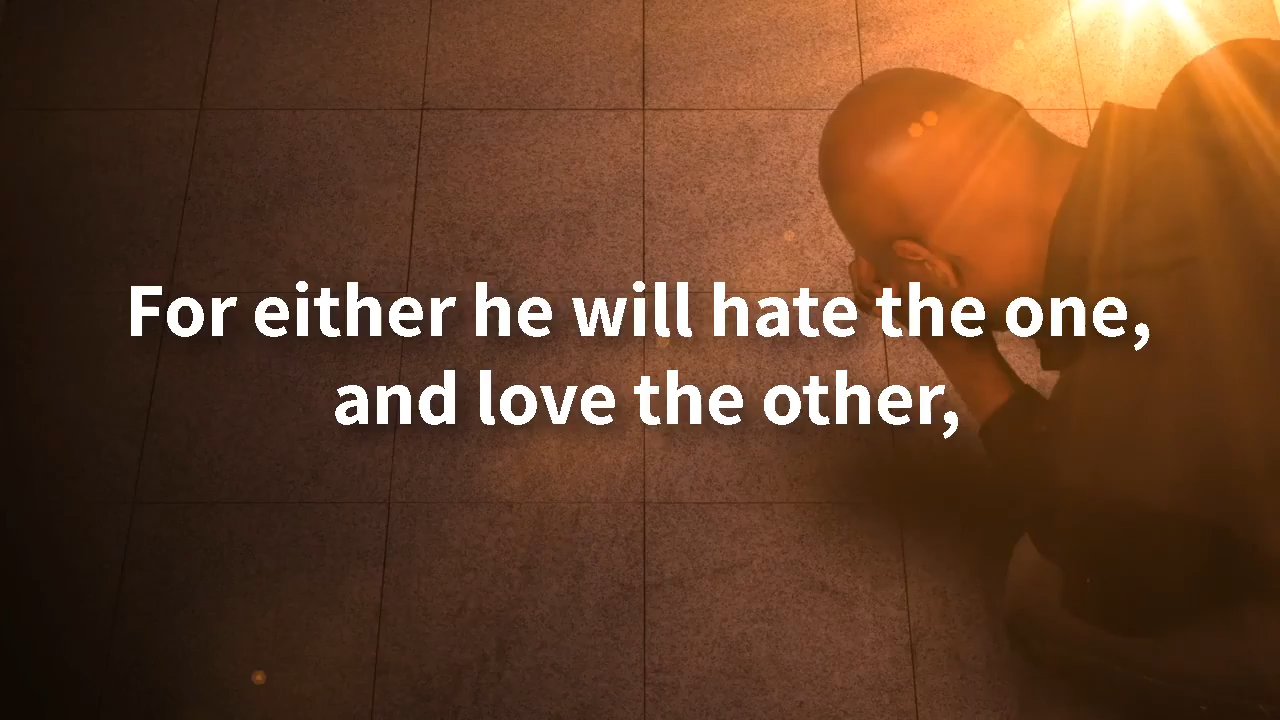 For either he will hate the one,
and love the other,